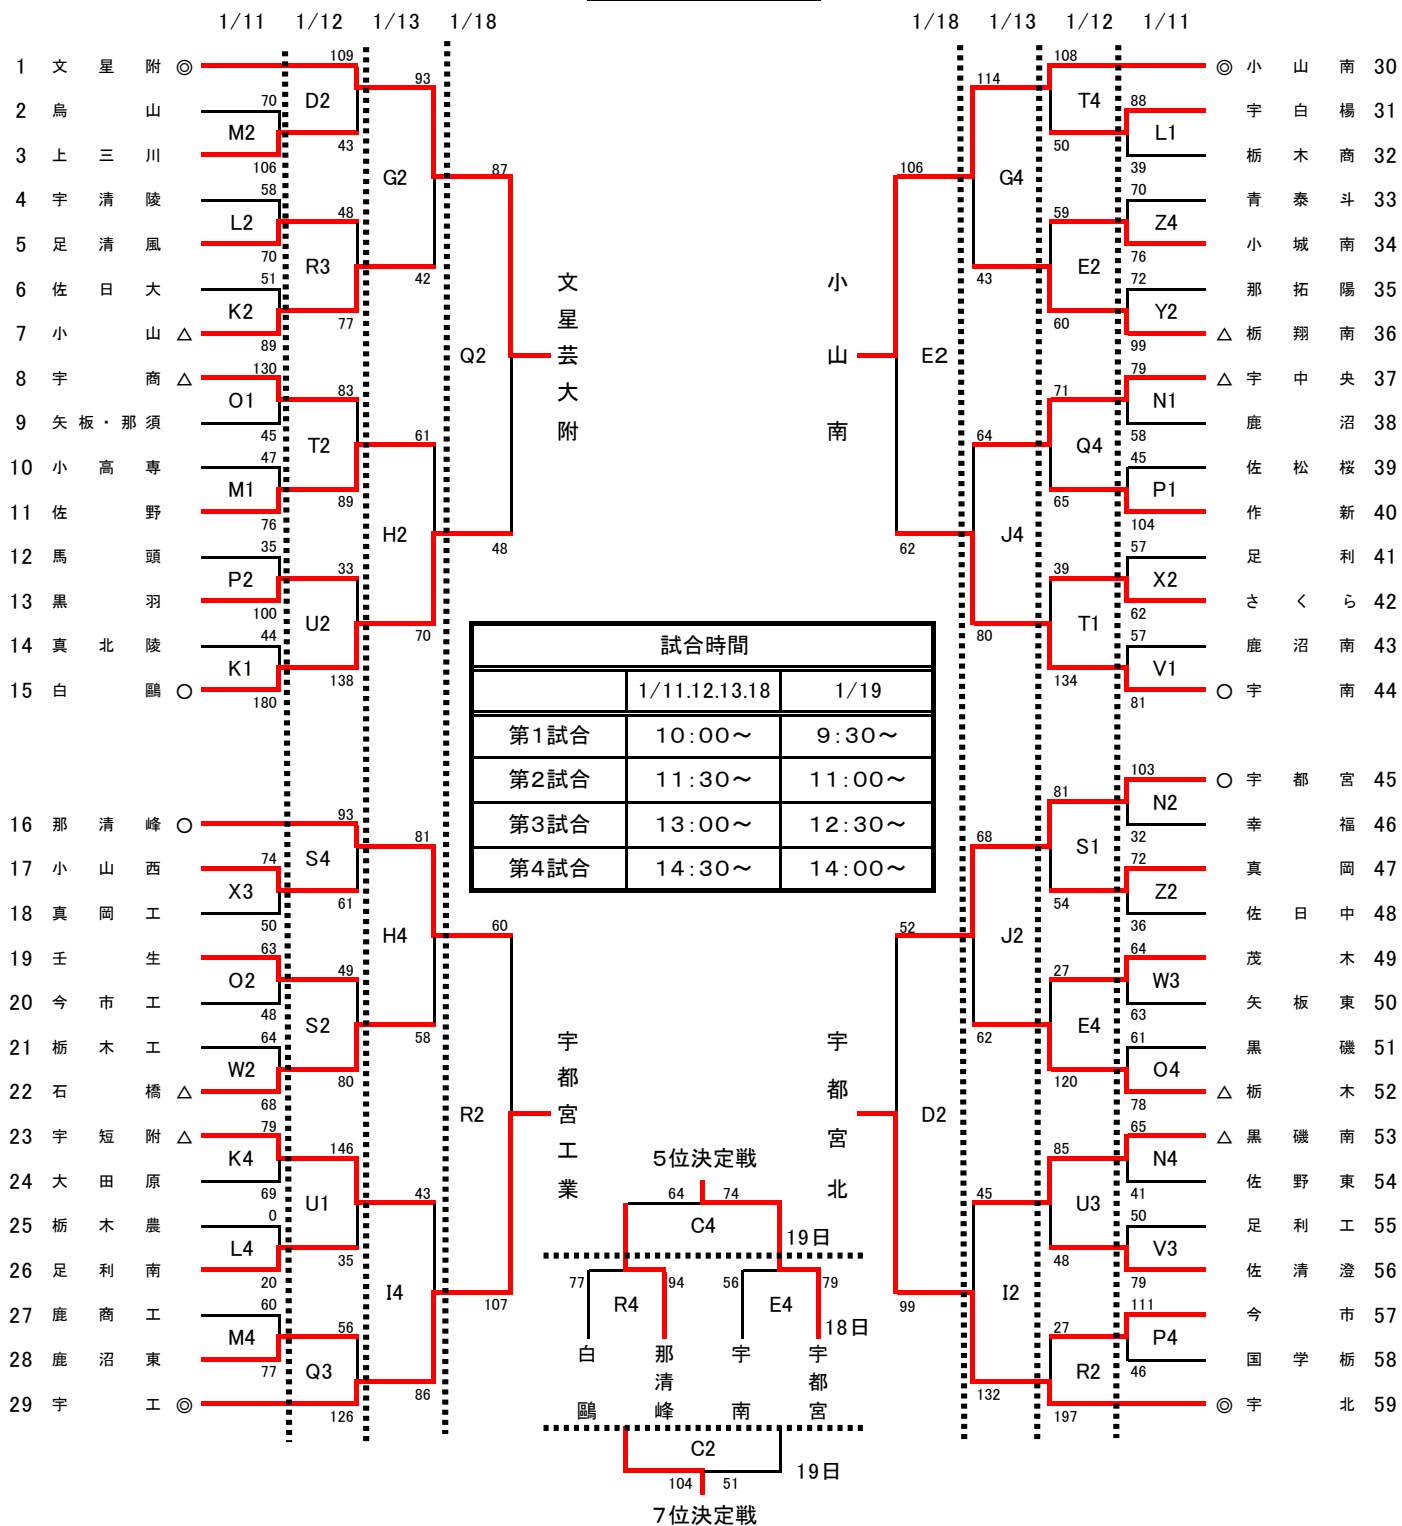 1/11 1/12 1/13 1/18
1/18 1/13 1/12 1/11
1 文星附 ◎
2 烏山
3 上三川
4 宇清陵
5 足清風
6 佐日大
7 小山 △
8 宇商 △
9 矢板・那須
10 小高専
11 佐野
12 馬頭
13 黒羽
14 真北陵
15 白鷗 ○
16 那清峰 ○
17 小山西
18 真岡工
19 壬生
20 今市工
21 栃木工
22 石橋 △
23 宇短附 △
24 大田原
25 栃木農
26 足利南
27 鹿商工
28 鹿沼東
29 宇工 ◎
109
70
106
58
70
51
89
130
45
47
76
35
100
44
180
93
74
50
63
48
64
68
79
69
0
20
60
77
126
M2
L2
K2
O1
M1
P2
K1
X3
O2
W2
K4
L4
M4
D2
43
48
R3
77
83
T2
89
33
U2
138
S4
61
49
S2
80
146
U1
35
56
Q3
93
G2
42
61
H2
70
81
H4
58
43
I4
86
87
Q2
48
60
R2
107
文星芸大附
宇都宮工業
小山南
宇都宮北
106
E2
62
52
D2
99
114
G4
43
64
J4
80
68
J2
62
45
I2
132
108
T4
50
59
E2
60
71
Q4
65
39
T1
134
81
S1
54
27
E4
120
85
U3
48
27
R2
197
88
L1
39
70
Z4
76
72
Y2
99
79
N1
58
45
P1
104
57
X2
62
57
V1
81
103
N2
32
72
Z2
36
64
W3
63
61
O4
78
65
N4
41
50
V3
79
111
P4
46
◎ 小山南 30
宇白楊 31
栃木商 32
青泰斗 33
小城南 34
那拓陽 35
△ 栃翔南 36
△ 宇中央 37
鹿沼 38
佐松桜 39
作新 40
足利 41
さくら 42
鹿沼南 43
○ 宇南 44
○ 宇都宮 45
幸福 46
真岡 47
佐日中 48
茂木 49
矢板東 50
黒磯 51
△ 栃木 52
△ 黒磯南 53
佐野東 54
足利工 55
佐清澄 56
今市 57
国学栃 58
◎ 宇北 59
試合時間
1/11.12.13.18 1/19
第1試合 10:00～ 9:30～
第2試合 11:30～ 11:00～
第3試合 13:00～ 12:30～
第4試合 14:30～ 14:00～
5位決定戦
64 74
C4
19日
77 94 56 79
R4 E4
18日
白鷗
那清峰
宇南
宇都宮
C2
104 51
19日
7位決定戦